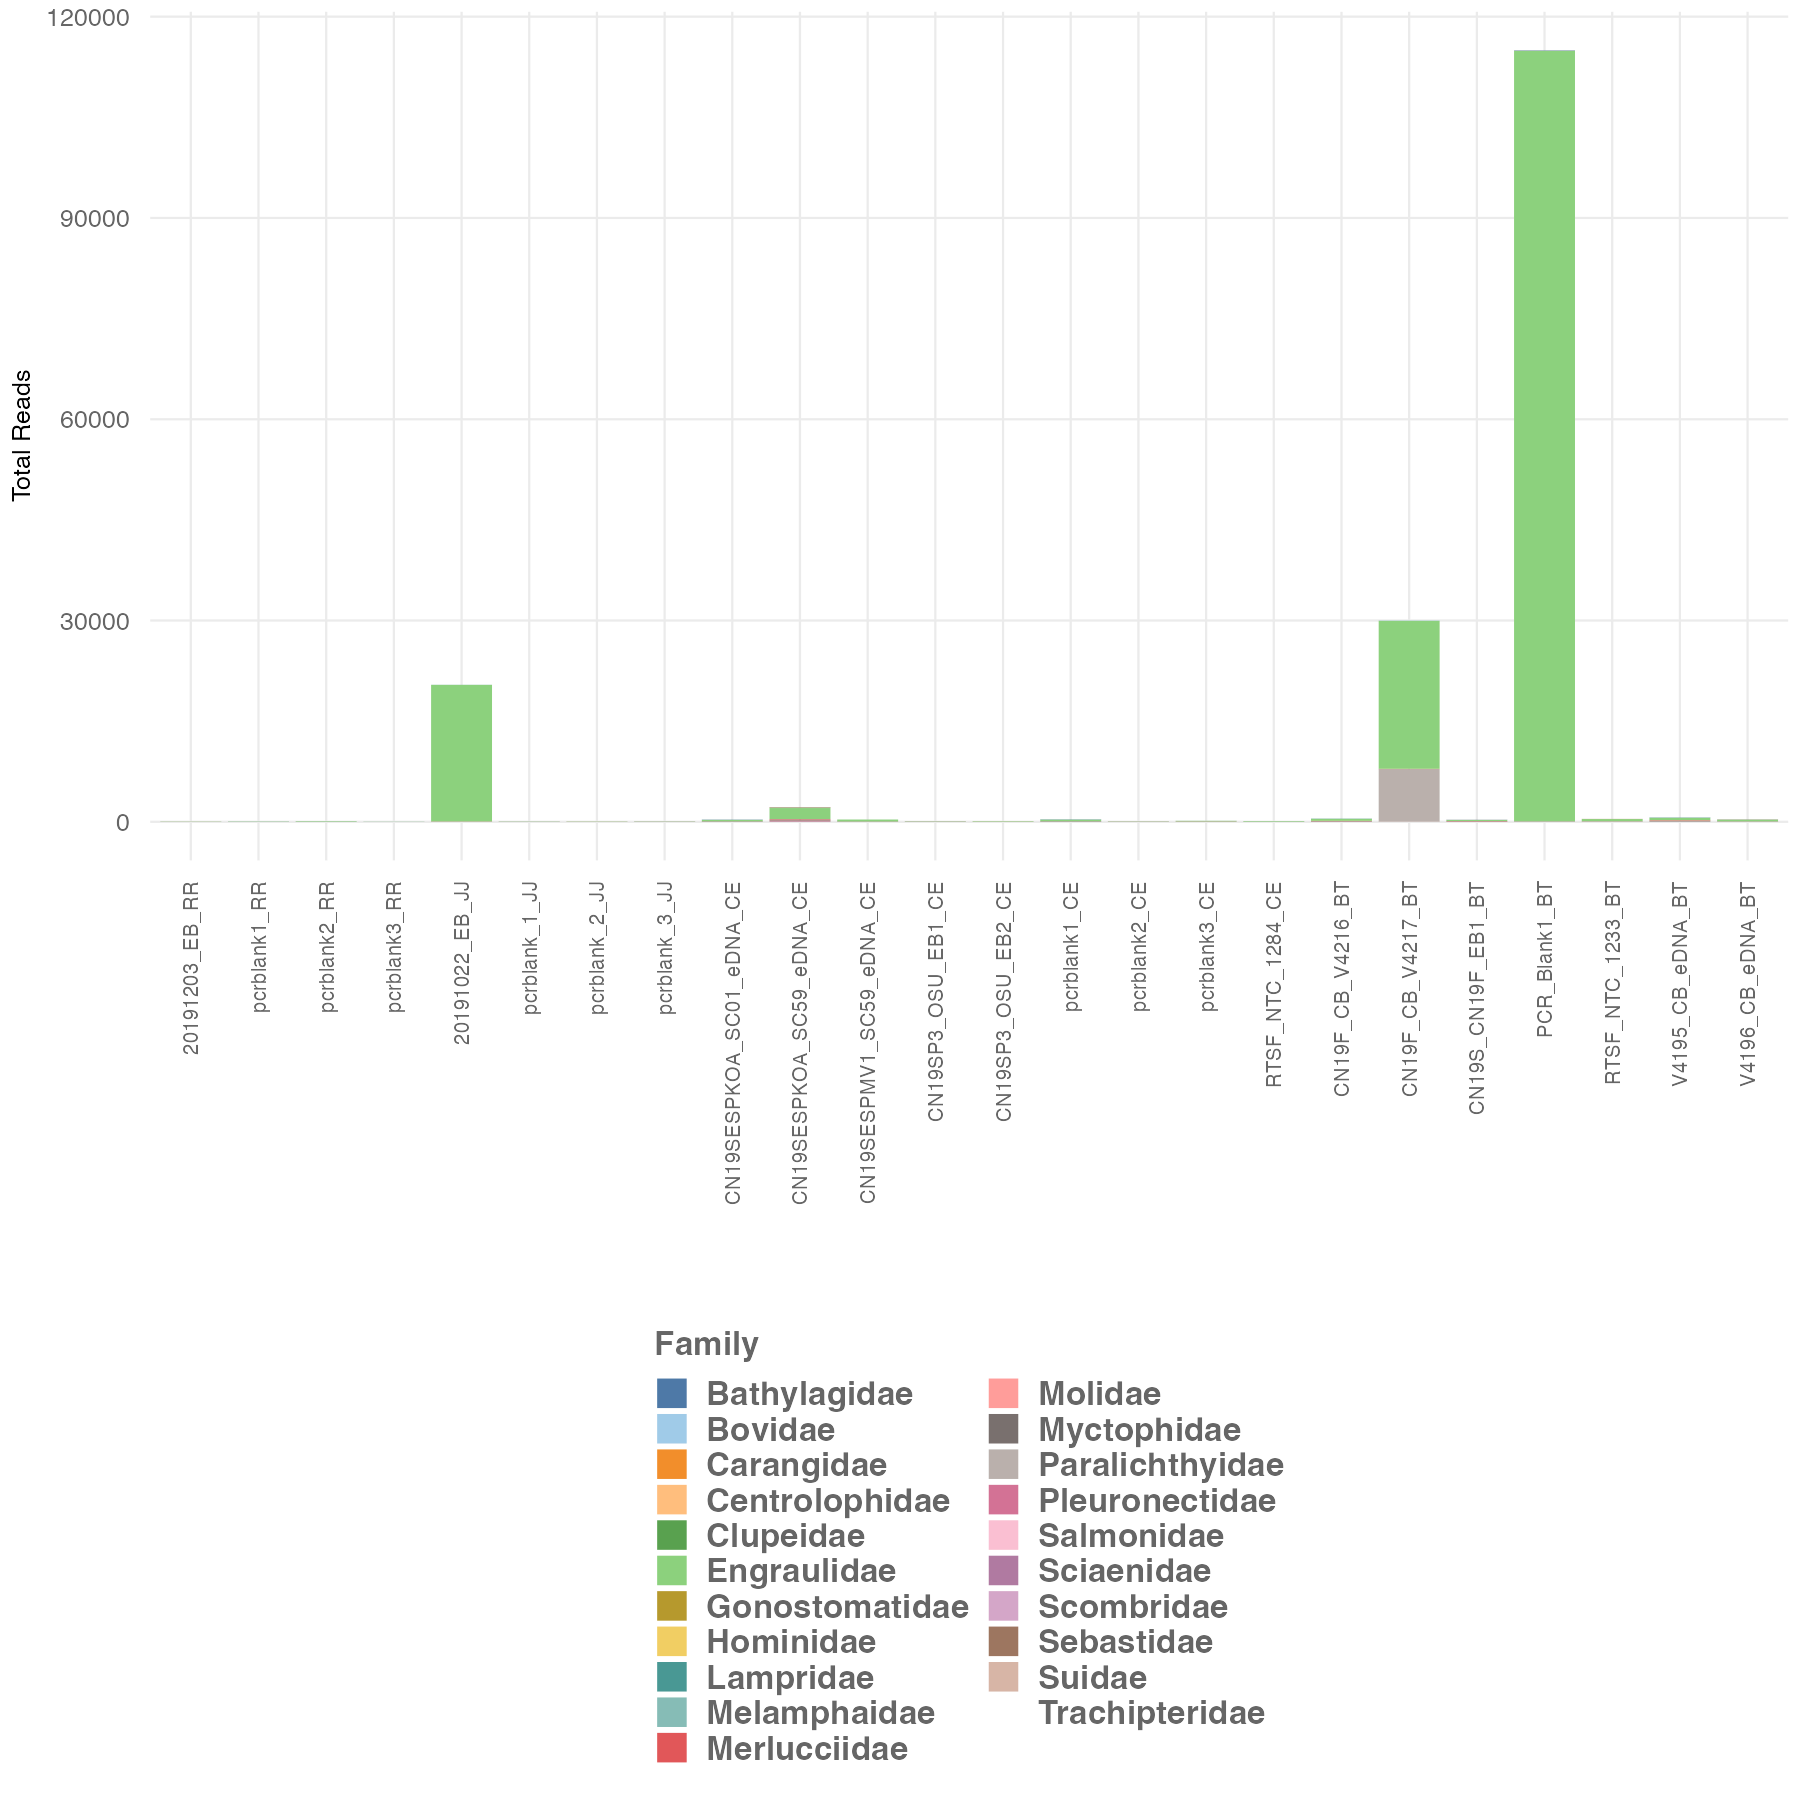 120000
90000
60000
30000
0
Total Reads
20191203_EB_RR
pcrblank1_RR
pcrblank2_RR
pcrblank3_RR
20191022_EB_JJ
pcrblank_1_JJ
pcrblank_2_JJ
pcrblank_3_JJ
CN19SESPKOA_SC01_eDNA_CE
CN19SESPKOA_SC59_eDNA_CE
CN19SESPMV1_SC59_eDNA_CE
CN19SP3_OSU_EB1_CE
CN19SP3_OSU_EB2_CE
pcrblank1_CE
pcrblank2_CE
pcrblank3_CE
RTSF_NTC_1284_CE
CN19F_CB_V4216_BT
CN19F_CB_V4217_BT
CN19S_CN19F_EB1_BT
PCR_Blank1_BT
RTSF_NTC_1233_BT
V4195_CB_eDNA_BT
V4196_CB_eDNA_BT
Family
Bathylagidae
Bovidae
Carangidae
Centrolophidae
Clupeidae
Engraulidae
Gonostomatidae
Hominidae
Lampridae
Melamphaidae
Merlucciidae
Molidae
Myctophidae
Paralichthyidae
Pleuronectidae
Salmonidae
Sciaenidae
Scombridae
Sebastidae
Suidae
Trachipteridae